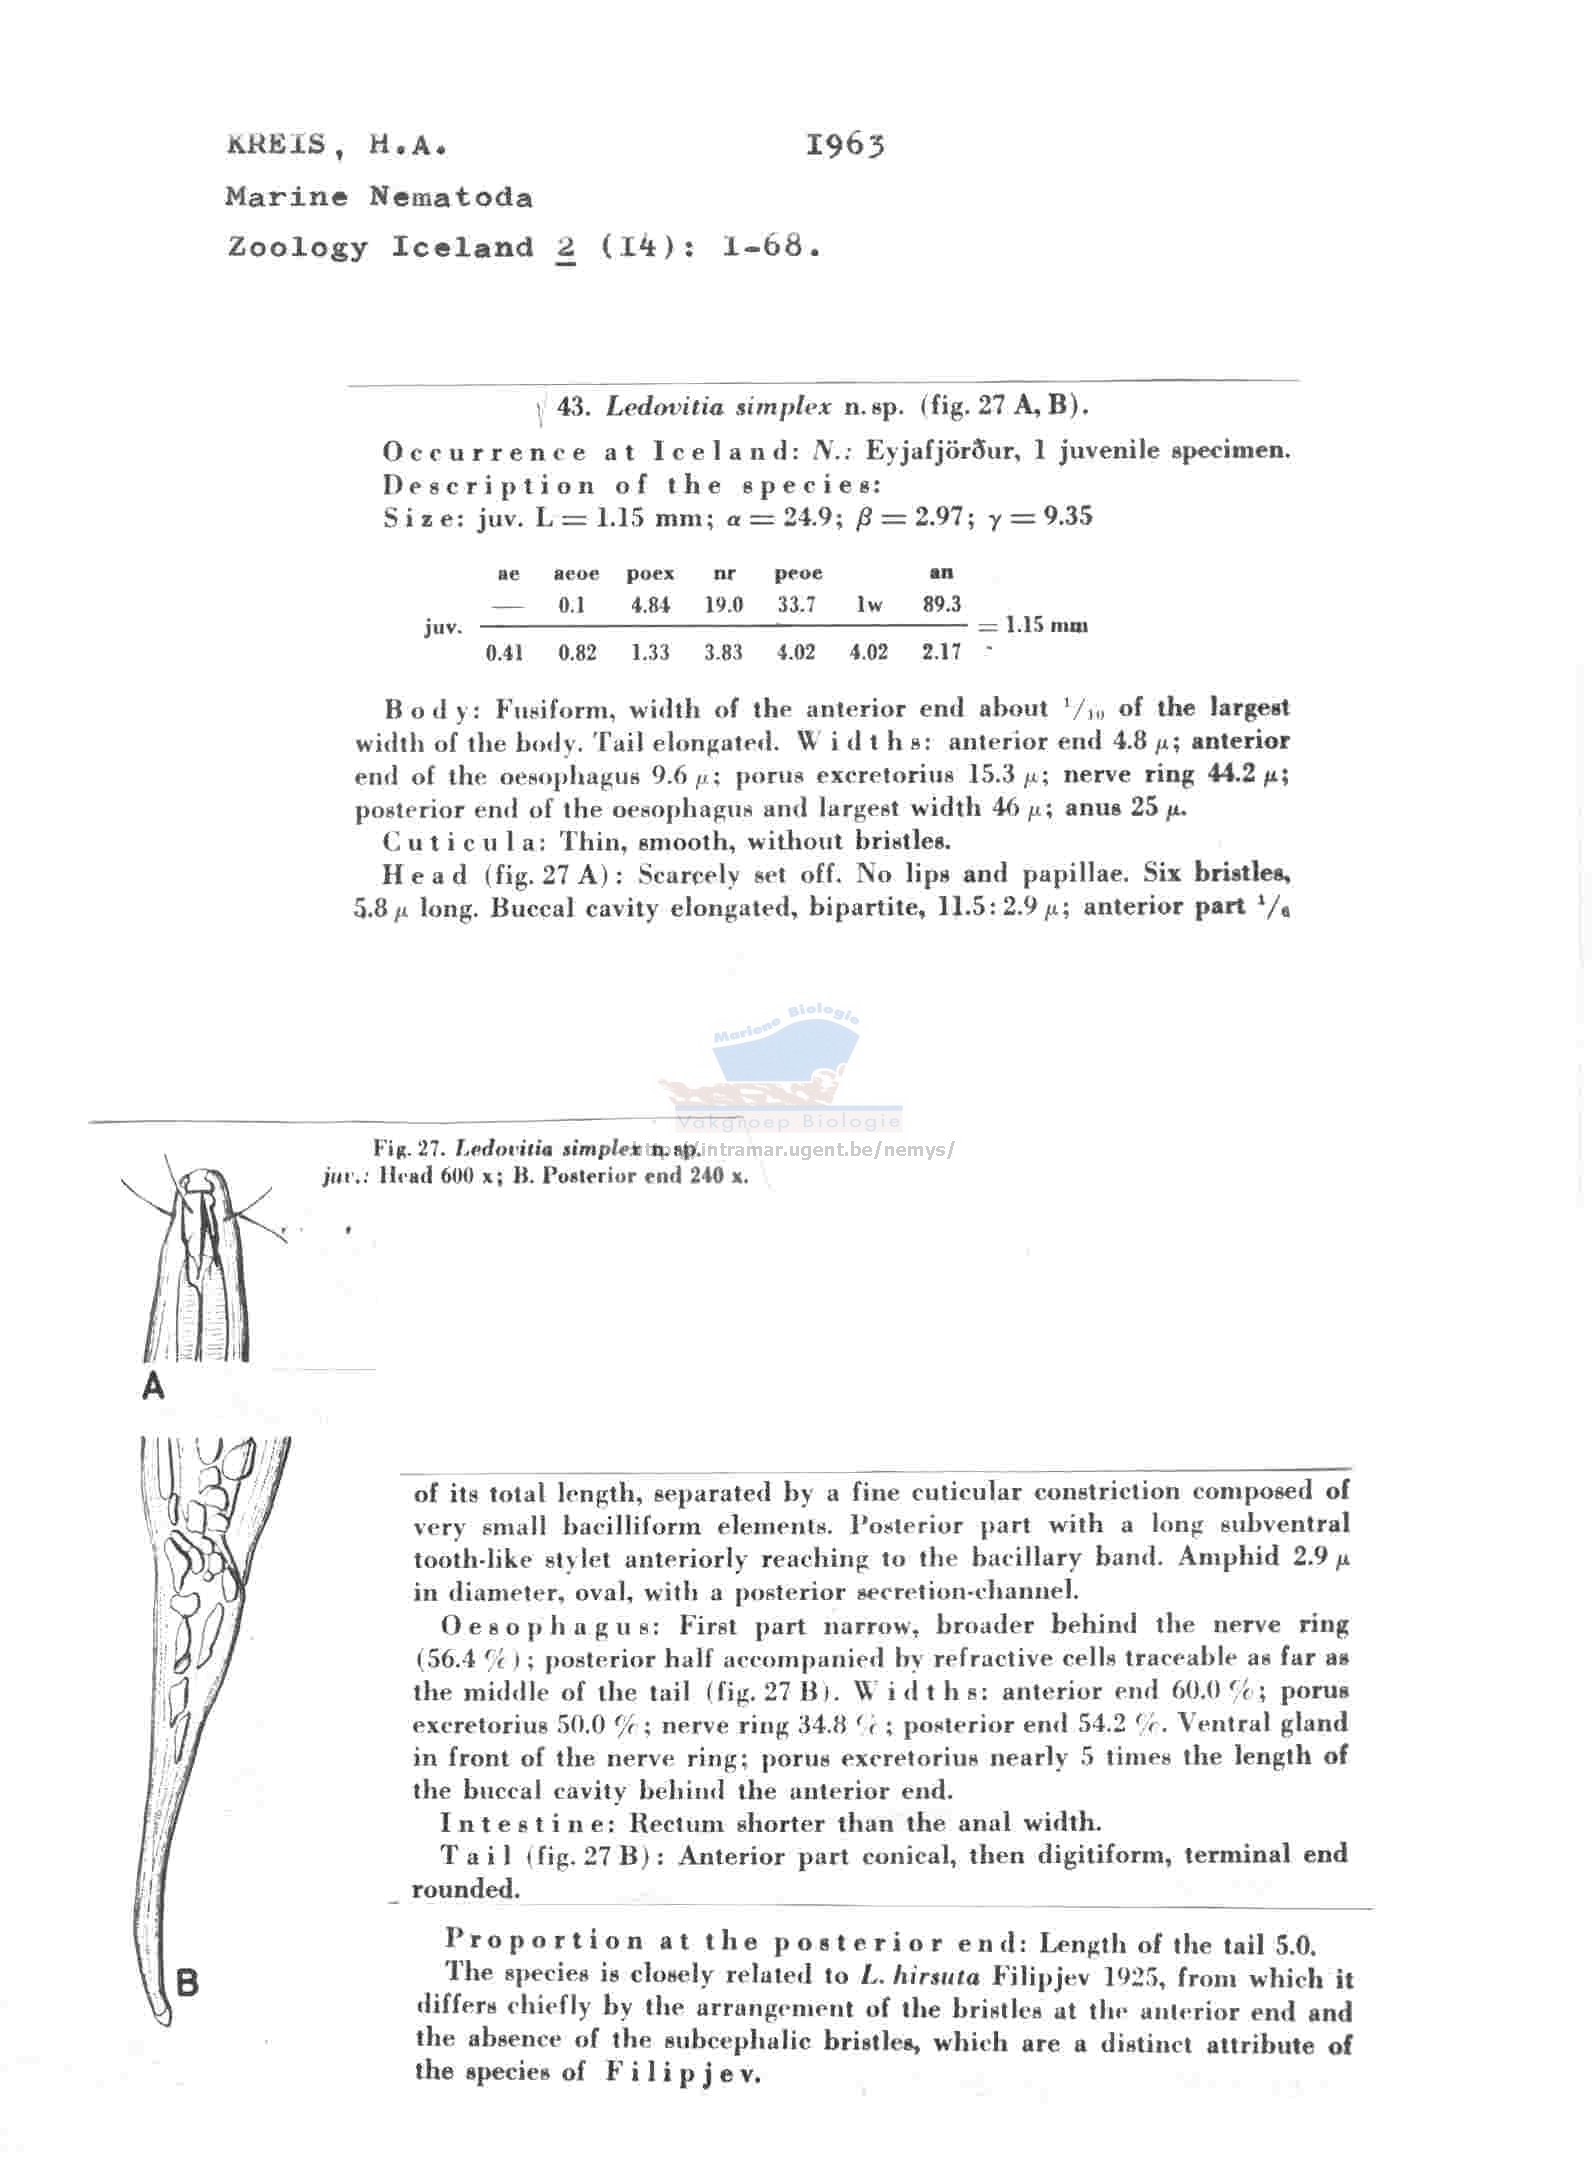 KREIS, H.A. 1963
Marine Nematoda
Zoology Iceland 2 (I4): 1-68.
43. Ledovitia simplex n. sp. (fig. 27 A, B).
Occurrence at Iceland: N.: Eyjafjörður, 1 juvenile specimen.
Description of the species:
Size: juv. L = 1.15 mm; α = 24.9; β = 2.97; γ = 9.35
ae aeoe poex nr peoe an
— 0.1 4.84 19.0 33.7 lw 89.3
juv. = 1.15 mm
0.41 0.82 1.33 3.83 4.02 4.02 2.17
Body: Fusiform, width of the anterior end about 1/10 of the largest
width of the body. Tail elongated. Widths: anterior end 4.8 μ; anterior
end of the oesophagus 9.6 μ; porus excretorius 15.3 μ; nerve ring 44.2 μ;
posterior end of the oesophagus and largest width 46 μ; anus 25 μ.
Cuticula: Thin, smooth, without bristles.
Head (fig. 27 A): Scarcely set off. No lips and papillae. Six bristles,
5.8 μ long. Buccal cavity elongated, bipartite, 11.5 : 2.9 μ; anterior part 1/6
Mariene Biologie
Vakgroep Biologie
http://intramar.ugent.be/nemys/
Fig. 27. Ledovitia simplex n. sp.
juv.: Head 600 x; B. Posterior end 240 x.
A
of its total length, separated by a fine cuticular constriction composed of
very small bacilliform elements. Posterior part with a long subventral
tooth-like stylet anteriorly reaching to the bacillary band. Amphid 2.9 μ
in diameter, oval, with a posterior secretion-channel.
Oesophagus: First part narrow, broader behind the nerve ring
(56.4 %); posterior half accompanied by refractive cells traceable as far as
the middle of the tail (fig. 27 B). Widths: anterior end 60.0 %; porus
excretorius 50.0 %; nerve ring 34.8 %; posterior end 54.2 %. Ventral gland
in front of the nerve ring; porus excretorius nearly 5 times the length of
the buccal cavity behind the anterior end.
Intestine: Rectum shorter than the anal width.
Tail (fig. 27 B): Anterior part conical, then digitiform, terminal end
rounded.
Proportion at the posterior end: Length of the tail 5.0.
The species is closely related to L. hirsuta Filipjev 1925, from which it
differs chiefly by the arrangement of the bristles at the anterior end and
the absence of the subcephalic bristles, which are a distinct attribute of
the species of Filipjev.
B